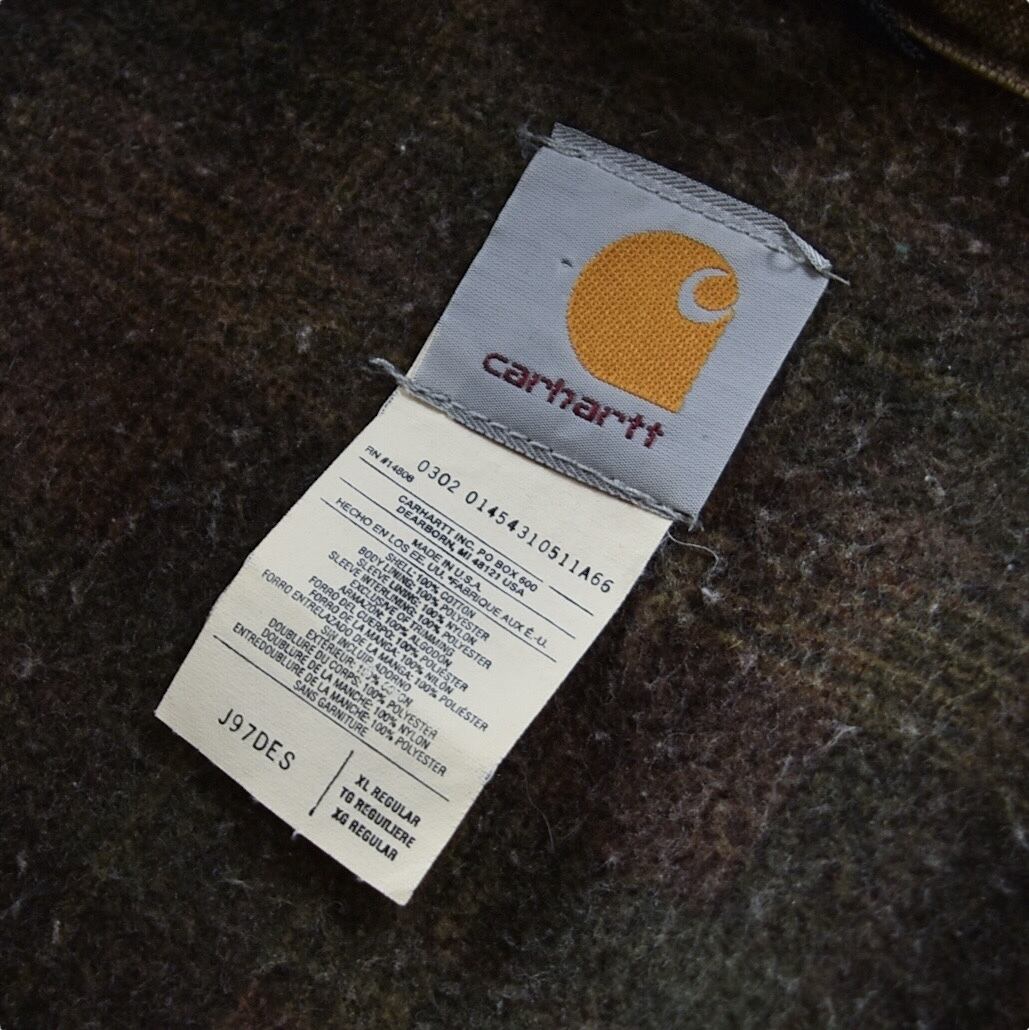 carhartt
RN #14806 0302 01454310511A66
CARHARTT INC. PO BOX 600
DEARBORN, MI 48121 USA
MADE IN U.S.A.
HECHO EN LOS EE. UU. *FABRIQUE AUX É.-U.
SHELL: 100% COTTON
BODY LINING: 100% POLYESTER
SLEEVE LINING: 100% NYLON
SLEEVE INTERLINING: 100% POLYESTER
EXCLUSIVE OF TRIMMING
ARMAZÓN: 100% ALGODÓN
FORRO DEL CUERPO: 100% POLIÉSTER
FORRO DE LA MANGA: 100% NILÓN
FORRO ENTRELAZADO DE LA MANGA: 100% POLIÉSTER
SIN INCLUIR ADORNO
EXTÉRIEUR: 100% COTON
DOUBLURE DU CORPS: 100% POLYESTER
DOUBLURE DE LA MANCHE: 100% NYLON
ENTREDOUBLURE DE LA MANCHE: 100% POLYESTER
SANS GARNITURE
J97DES
XL REGULAR
TG REGULIERE
XG REGULAR